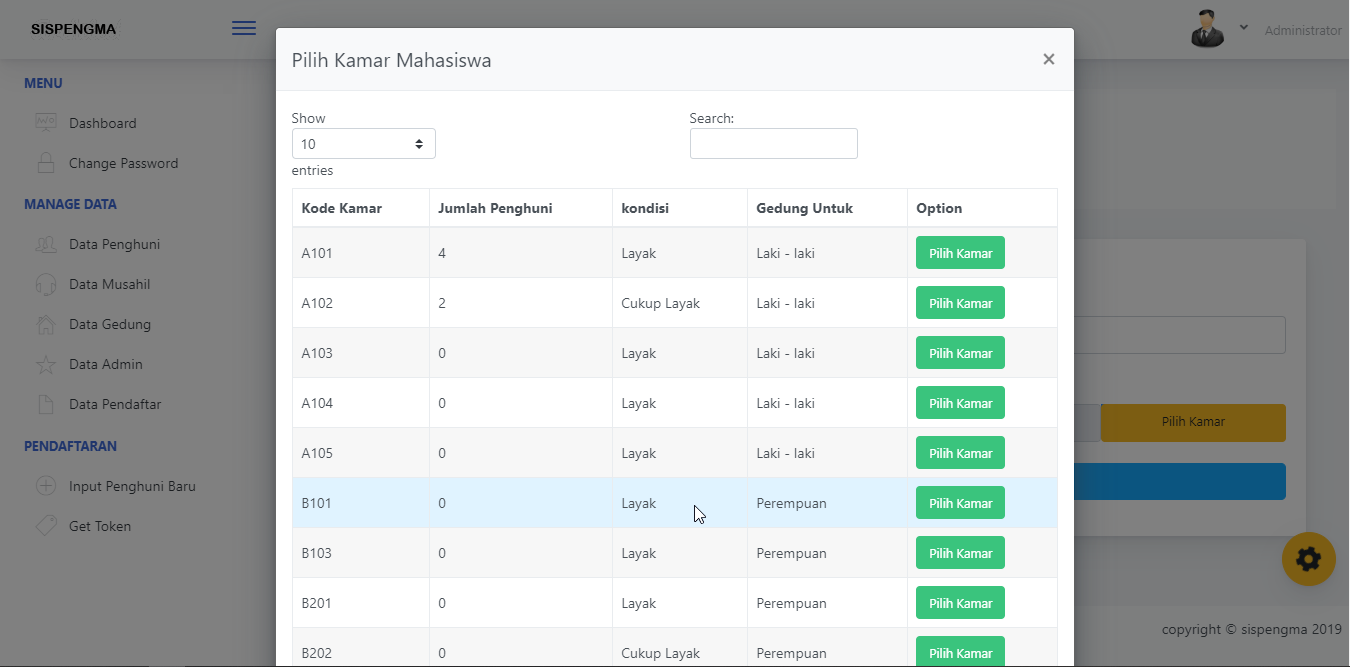 SISPENGMA
Administrator
MENU
Dashboard
Change Password
MANAGE DATA
Data Penghuni
Data Musahil
Data Gedung
Data Admin
Data Pendaftar
PENDAFTARAN
Input Penghuni Baru
Get Token
Pilih Kamar Mahasiswa
×
Show
10
entries
Search:
Kode Kamar Jumlah Penghuni kondisi Gedung Untuk Option
A101 4 Layak Laki - laki Pilih Kamar
A102 2 Cukup Layak Laki - laki Pilih Kamar
A103 0 Layak Laki - laki Pilih Kamar
A104 0 Layak Laki - laki Pilih Kamar
A105 0 Layak Laki - laki Pilih Kamar
B101 0 Layak Perempuan Pilih Kamar
B103 0 Layak Perempuan Pilih Kamar
B201 0 Layak Perempuan Pilih Kamar
B202 0 Cukup Layak Perempuan Pilih Kamar
Pilih Kamar
copyright © sispengma 2019